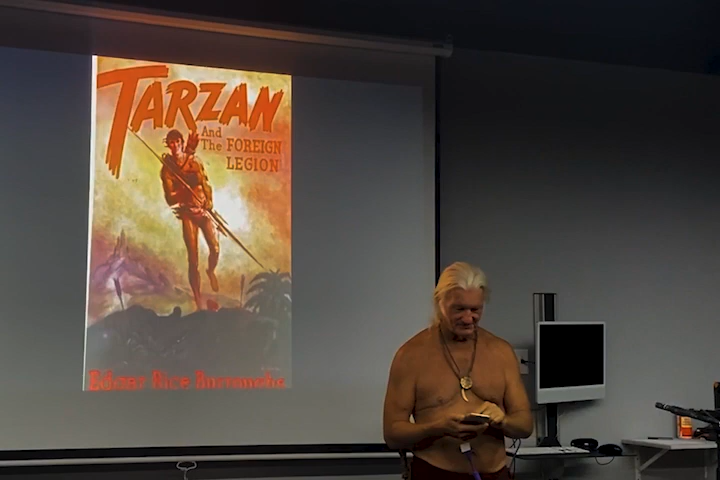 TARZAN
And
The FOREIGN
LEGION
Edgar Rice Burroughs